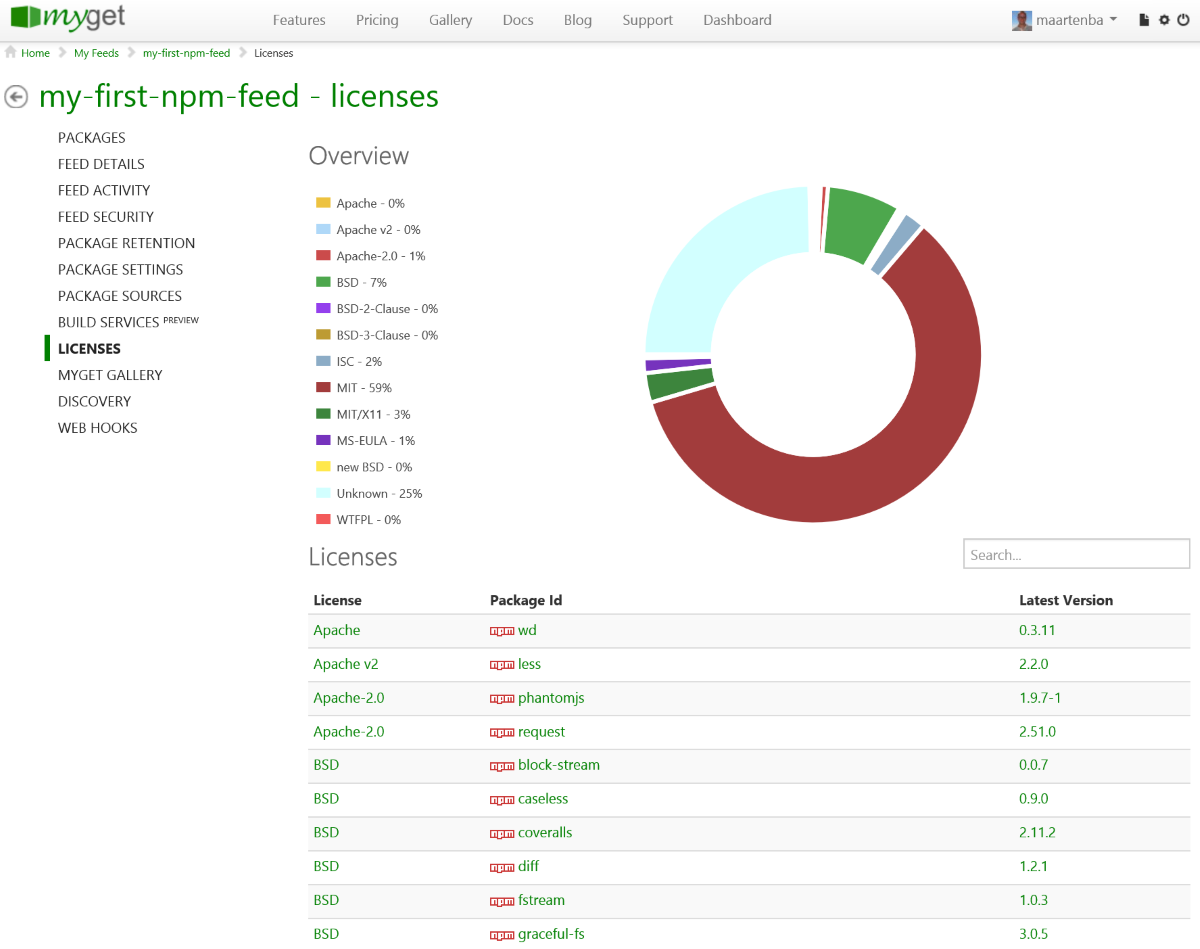 myget
Features Pricing Gallery Docs Blog Support Dashboard maartenba
Home My Feeds my-first-npm-feed Licenses
my-first-npm-feed - licenses
PACKAGES
FEED DETAILS
FEED ACTIVITY
FEED SECURITY
PACKAGE RETENTION
PACKAGE SETTINGS
PACKAGE SOURCES
BUILD SERVICES PREVIEW
LICENSES
MYGET GALLERY
DISCOVERY
WEB HOOKS
Overview
Apache - 0%
Apache v2 - 0%
Apache-2.0 - 1%
BSD - 7%
BSD-2-Clause - 0%
BSD-3-Clause - 0%
ISC - 2%
MIT - 59%
MIT/X11 - 3%
MS-EULA - 1%
new BSD - 0%
Unknown - 25%
WTFPL - 0%
Licenses
Search...
License Package Id Latest Version
Apache npm wd 0.3.11
Apache v2 npm less 2.2.0
Apache-2.0 npm phantomjs 1.9.7-1
Apache-2.0 npm request 2.51.0
BSD npm block-stream 0.0.7
BSD npm caseless 0.9.0
BSD npm coveralls 2.11.2
BSD npm diff 1.2.1
BSD npm fstream 1.0.3
BSD npm graceful-fs 3.0.5